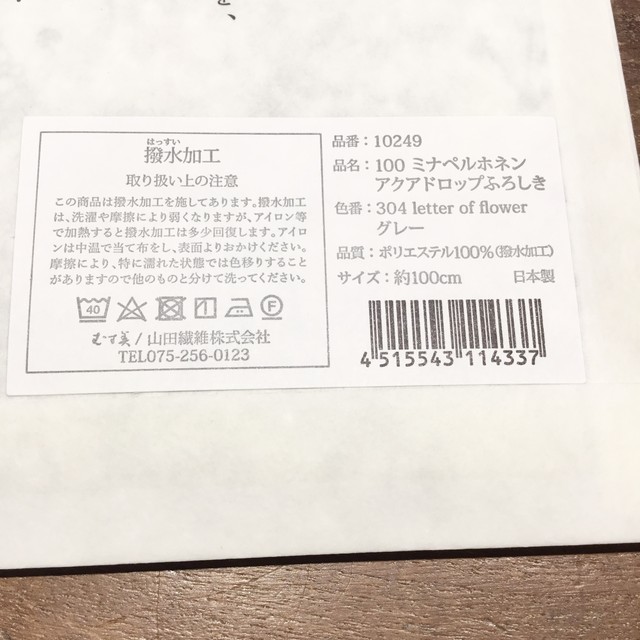 を、
はっすい
撥水加工
取り扱い上の注意
この商品は撥水加工を施してあります。撥水加工
は、洗濯や摩擦により弱くなりますが、アイロン等
で加熱すると撥水加工は多少回復します。アイロ
ンは中温で当て布をし、表面よりおかけください。
摩擦により、特に濡れた状態では色移りすること
がありますので他のものと分けて洗ってください。
40 F
むす美/山田繊維株式会社
TEL075-256-0123
品番:10249
品名:100 ミナペルホネン
アクアドロップふろしき
色番:304 letter of flower
グレー
品質:ポリエステル100%(撥水加工)
サイズ:約100cm 日本製
4 515543 114337